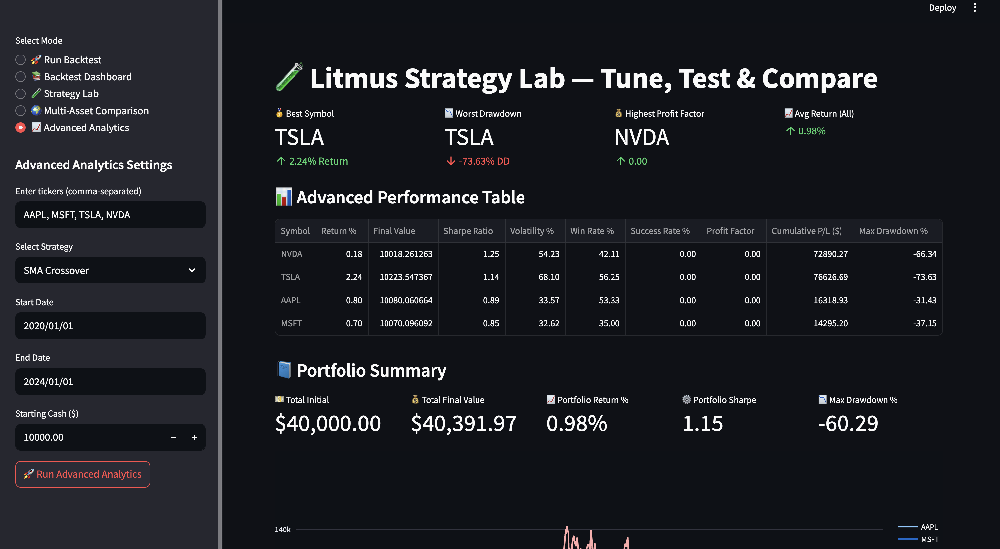 Deploy
Select Mode
Run Backtest
Backtest Dashboard
Strategy Lab
Multi-Asset Comparison
Advanced Analytics
Advanced Analytics Settings
Enter tickers (comma-separated)
AAPL, MSFT, TSLA, NVDA
Select Strategy
SMA Crossover
Start Date
2020/01/01
End Date
2024/01/01
Starting Cash ($)
10000.00 − +
Run Advanced Analytics
Litmus Strategy Lab — Tune, Test & Compare
Best Symbol
TSLA
↑ 2.24% Return
Worst Drawdown
TSLA
↓ -73.63% DD
Highest Profit Factor
NVDA
↑ 0.00
Avg Return (All)
↑ 0.98%
Advanced Performance Table
Symbol Return % Final Value Sharpe Ratio Volatility % Win Rate % Success Rate % Profit Factor Cumulative P/L ($) Max Drawdown %
NVDA 0.18 10018.261263 1.25 54.23 42.11 0.00 0.00 72890.27 -66.34
TSLA 2.24 10223.547367 1.14 68.10 56.25 0.00 0.00 76626.69 -73.63
AAPL 0.80 10080.060664 0.89 33.57 53.33 0.00 0.00 16318.93 -31.43
MSFT 0.70 10070.096092 0.85 32.62 35.00 0.00 0.00 14295.20 -37.15
Portfolio Summary
Total Initial
$40,000.00
Total Final Value
$40,391.97
Portfolio Return %
0.98%
Portfolio Sharpe
1.15
Max Drawdown %
-60.29
140k
AAPL
MSFT